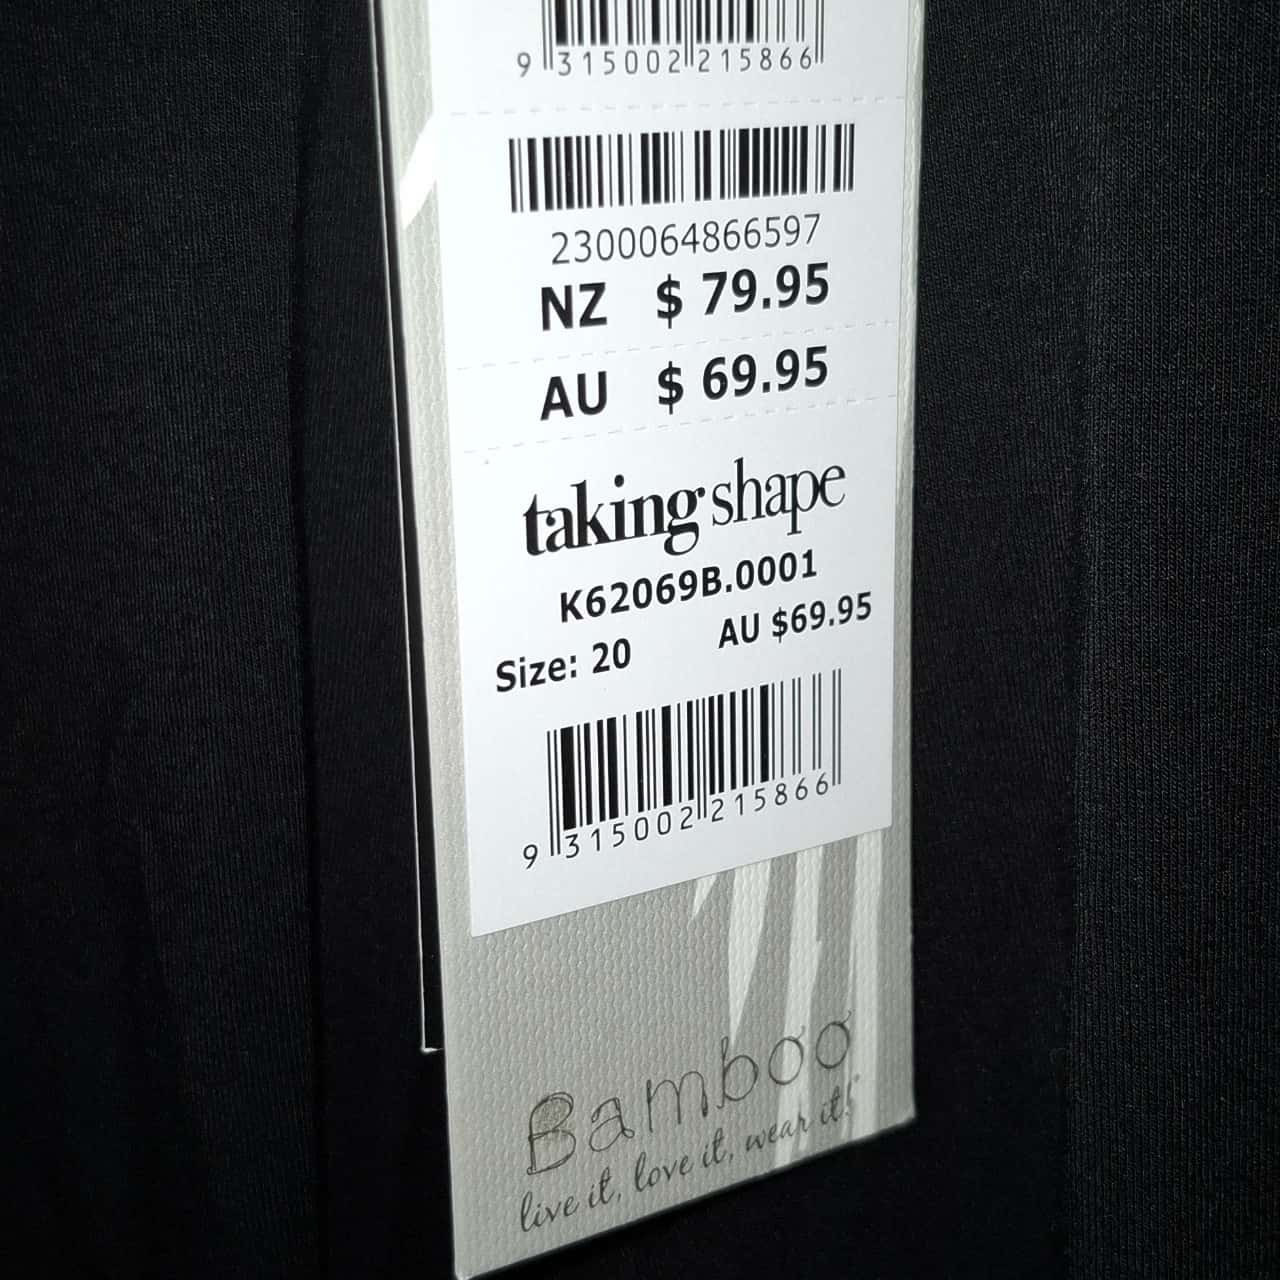 9 315002 215866
2300064866597
NZ $ 79.95
AU $ 69.95
taking shape
K62069B.0001
Size: 20 AU $69.95
9 315002 215866
Bamboo
live it, love it, wear it!